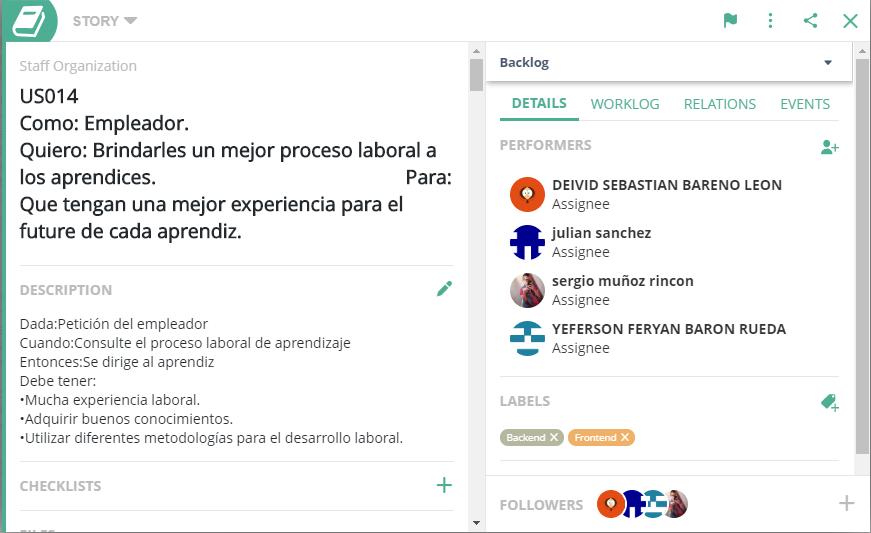 STORY
Staff Organization
US014
Como: Empleador.
Quiero: Brindarles un mejor proceso laboral a
los aprendices. Para:
Que tengan una mejor experiencia para el
future de cada aprendiz.
DESCRIPTION
Dada:Petición del empleador
Cuando:Consulte el proceso laboral de aprendizaje
Entonces:Se dirige al aprendiz
Debe tener:
•Mucha experiencia laboral.
•Adquirir buenos conocimientos.
•Utilizar diferentes metodologías para el desarrollo laboral.
CHECKLISTS
FILES
Backlog
DETAILS WORKLOG RELATIONS EVENTS
PERFORMERS
DEIVID SEBASTIAN BARENO LEON
Assignee
julian sanchez
Assignee
sergio muñoz rincon
Assignee
YEFERSON FERYAN BARON RUEDA
Assignee
LABELS
Backend Frontend
FOLLOWERS